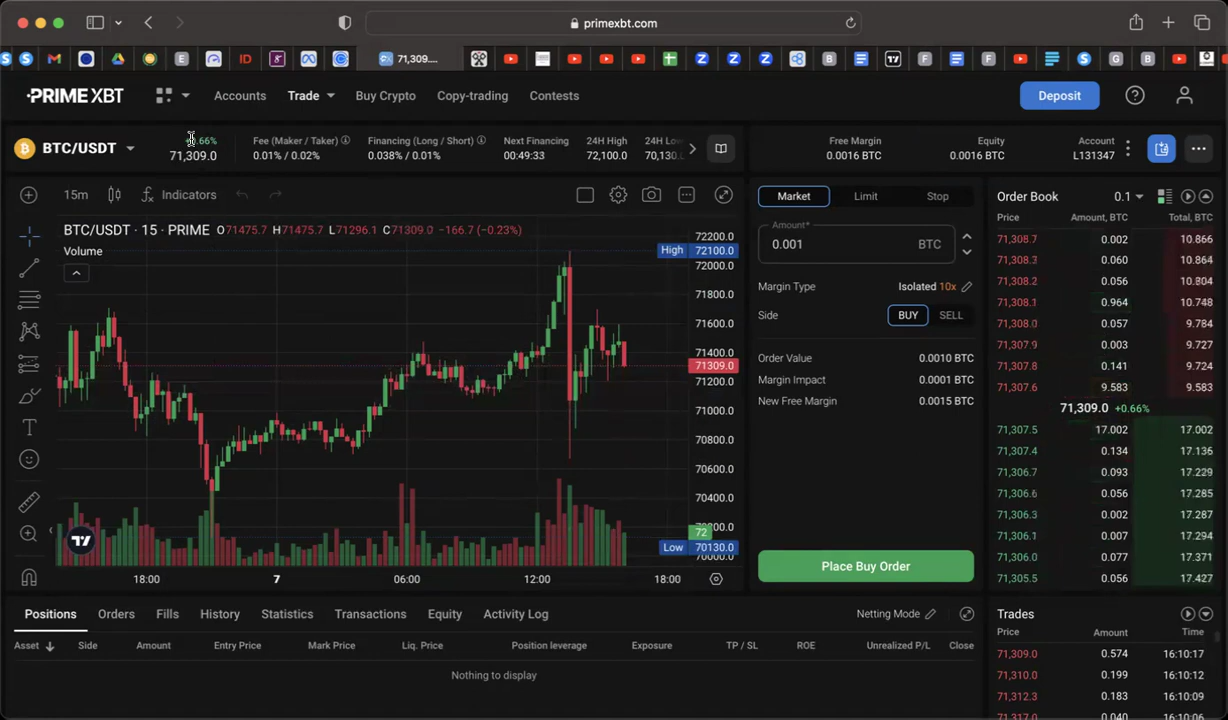 primexbt.com
71,309....
PRIME XBT
Accounts
Trade
Buy Crypto
Copy-trading
Contests
Deposit
BTC/USDT
71,309.0
Fee (Maker / Taker)
0.01% / 0.02%
Financing (Long / Short)
0.038% / 0.01%
Next Financing
00:49:33
24H High
72,100.0
24H Low
70,130.0
Free Margin
0.0016 BTC
Equity
0.0016 BTC
Account
L131347
15m
Indicators
BTC/USDT · 15 · PRIME O71475.7 H71475.7 L71296.1 C71309.0 −166.7 (−0.23%)
Volume
72200.0
High 72100.0
72000.0
71800.0
71600.0
71400.0
71309.0
71200.0
71000.0
70800.0
70600.0
70400.0
72
Low 70130.0
70000.0
18:00 7 06:00 12:00 18:00
Market Limit Stop
Amount*
0.001 BTC
Margin Type Isolated 10x
Side BUY SELL
Order Value 0.0010 BTC
Margin Impact 0.0001 BTC
New Free Margin 0.0015 BTC
Place Buy Order
Order Book 0.1
Price Amount, BTC Total, BTC
71,308.7 0.002 10.866
71,308.3 0.060 10.864
71,308.2 0.056 10.804
71,308.1 0.964 10.748
71,308.0 0.057 9.784
71,307.9 0.003 9.727
71,307.8 0.141 9.724
71,307.6 9.583 9.583
71,309.0 +0.66%
71,307.5 17.002 17.002
71,307.4 0.134 17.136
71,306.7 0.093 17.229
71,306.6 0.056 17.285
71,306.3 0.002 17.287
71,306.1 0.007 17.294
71,306.0 0.077 17.371
71,305.5 0.056 17.427
Positions Orders Fills History Statistics Transactions Equity Activity Log
Netting Mode
Asset Side Amount Entry Price Mark Price Liq. Price Position leverage Exposure TP / SL ROE Unrealized P/L Close
Nothing to display
Trades
Price Amount Time
71,309.0 0.574 16:10:17
71,310.0 0.199 16:10:12
71,312.3 0.183 16:10:09
71,317.0 0.040 16:10:06